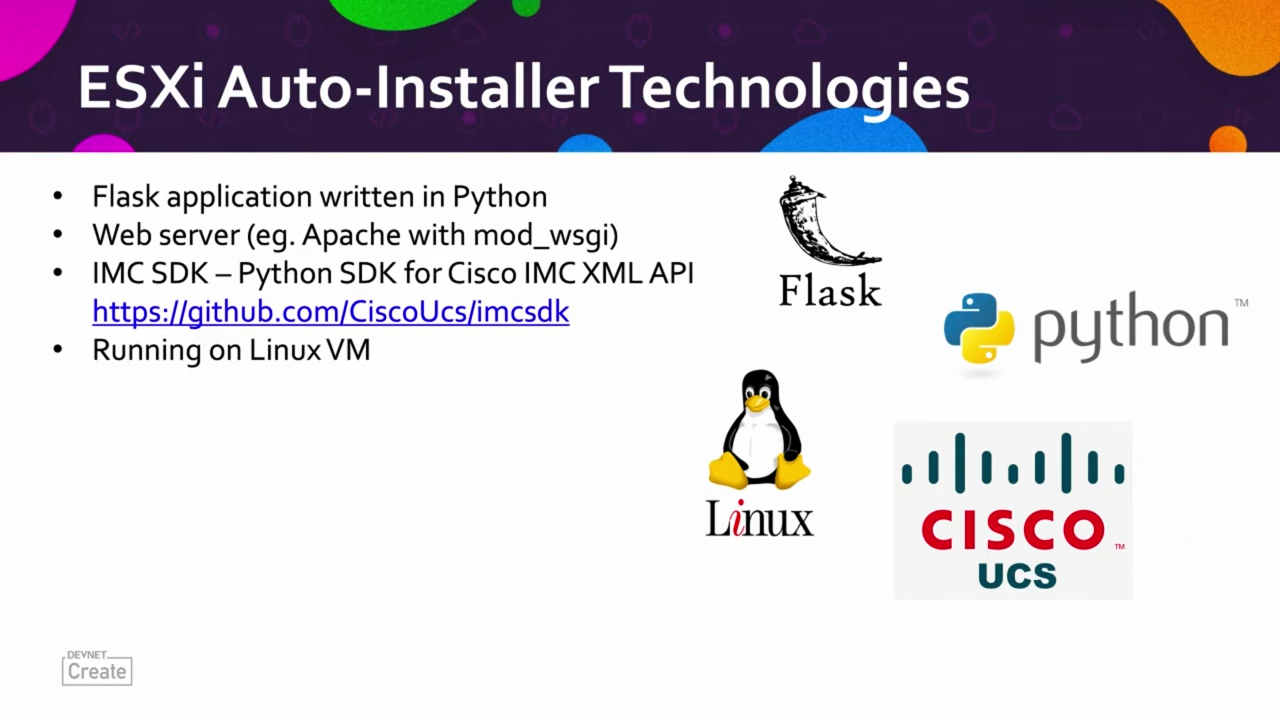 ESXi Auto-Installer Technologies
• Flask application written in Python
• Web server (eg. Apache with mod_wsgi)
• IMC SDK – Python SDK for Cisco IMC XML API
https://github.com/CiscoUcs/imcsdk
• Running on Linux VM
Flask
python™
Linux
CISCO™
UCS
DEVNET
Create